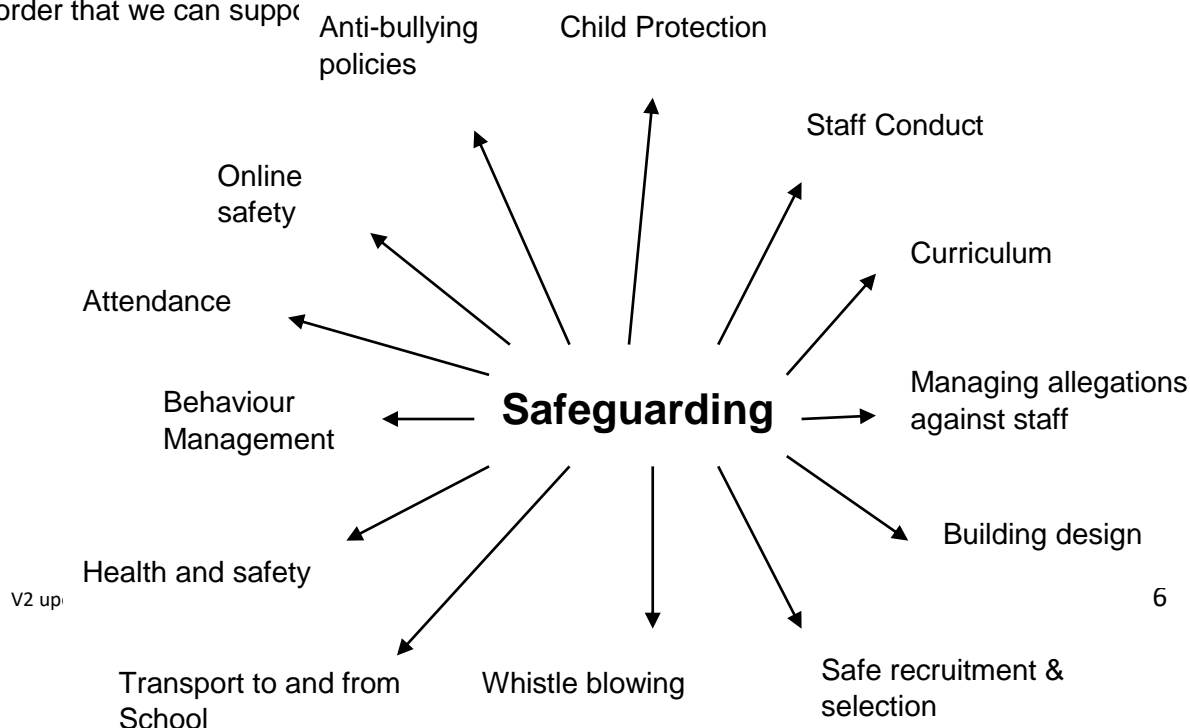 order that we can
Anti-bullying
policies
Child Protection
Staff Conduct
Online
safety
Curriculum
Attendance
Managing allegations
against staff
Behaviour
Management
Safeguarding
Building design
Health and safety
V2
6
Transport to and from
School
Whistle blowing
Safe recruitment &
selection